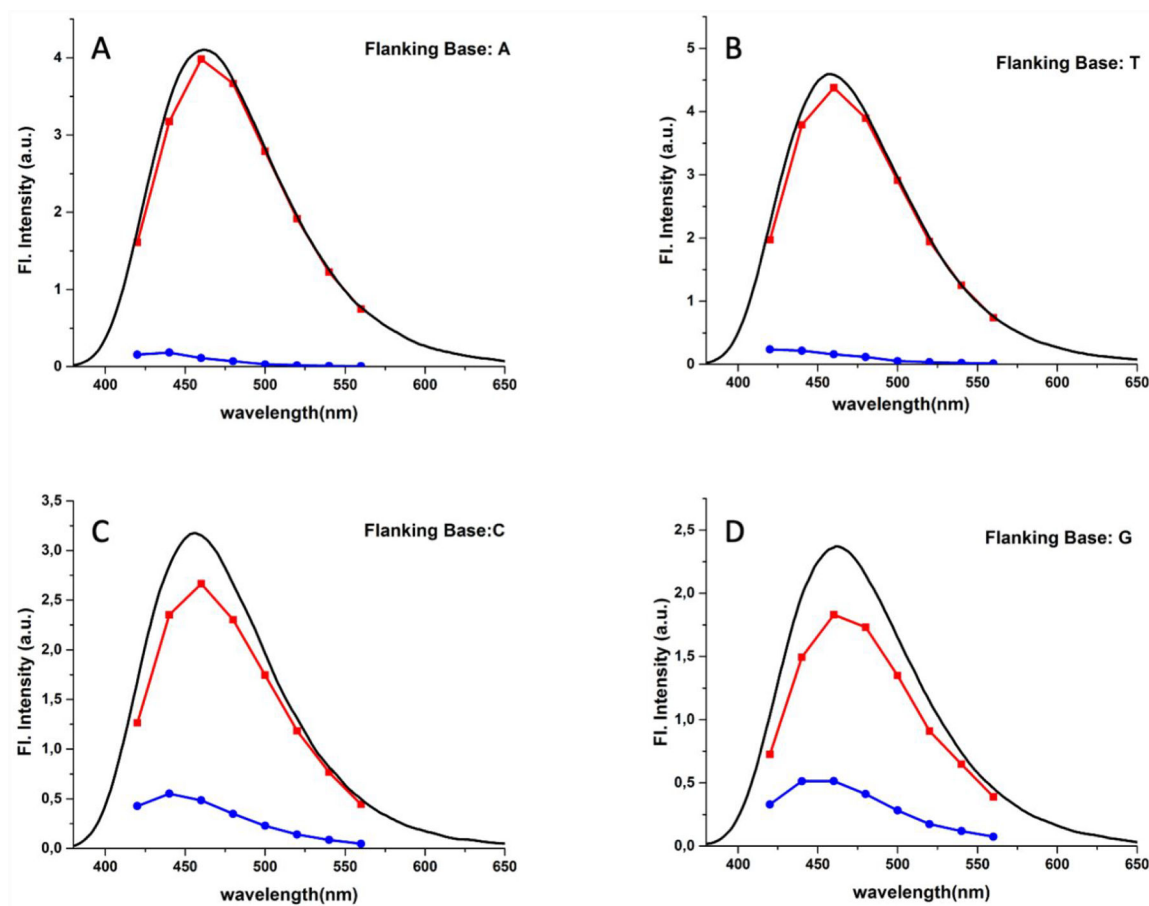 A
Flanking Base: A
4
3
2
1
0
Fl. Intensity (a.u.)
400 450 500 550 600 650
wavelength(nm)
B
Flanking Base: T
5
4
3
2
1
0
Fl. Intensity (a.u.)
400 450 500 550 600 650
wavelength(nm)
C
Flanking Base:C
3,5
3,0
2,5
2,0
1,5
1,0
0,5
0,0
Fl. Intensity (a.u.)
400 450 500 550 600 650
wavelength(nm)
D
Flanking Base: G
2,5
2,0
1,5
1,0
0,5
0,0
Fl. Intensity (a.u.)
400 450 500 550 600 650
wavelength(nm)